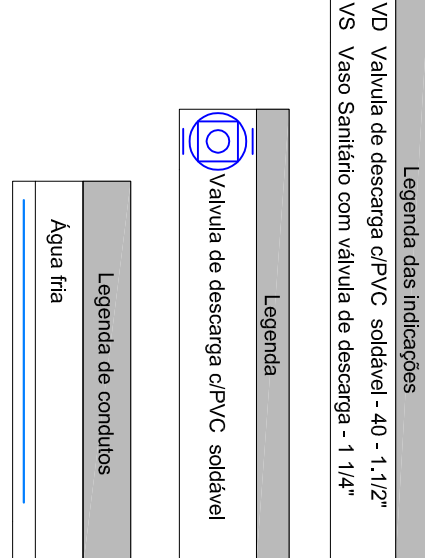 Legenda das indicações
VD Valvula de descarga c/PVC soldável - 40 - 1.1/2"
VS Vaso Sanitário com válvula de descarga - 1 1/4"
Legenda
Valvula de descarga c/PVC soldável
Legenda de condutos
Água fria